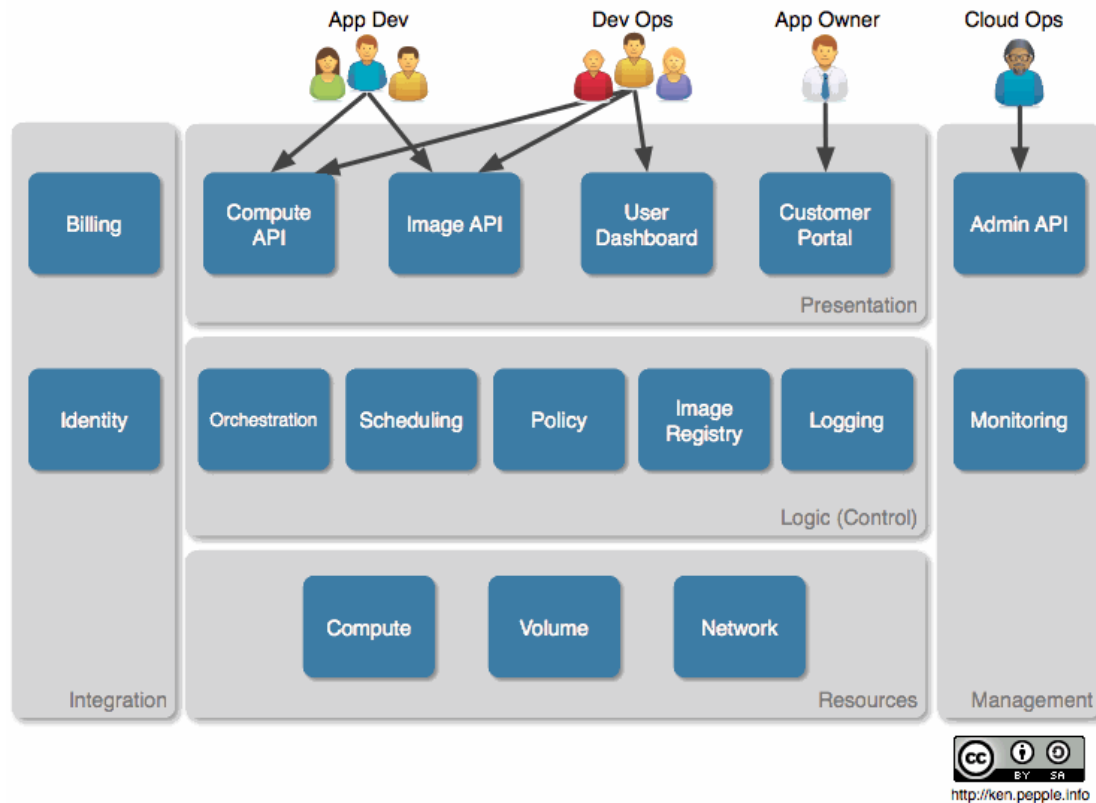 App Dev
Dev Ops
App Owner
Cloud Ops
Billing
Compute
API
Image API
User
Dashboard
Customer
Portal
Admin API
Presentation
Identity
Orchestration
Scheduling
Policy
Image
Registry
Logging
Monitoring
Logic (Control)
Compute
Volume
Network
Integration
Resources
Management
cc
BY SA
http://ken.pepple.info